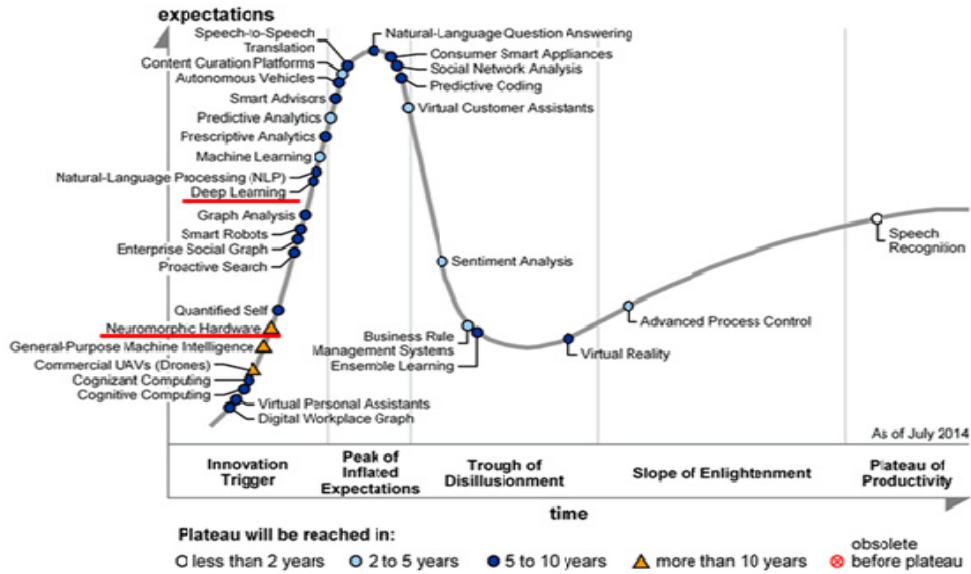 expectations
Speech-to-Speech
Translation
Natural-Language Question Answering
Content Curation Platforms
Consumer Smart Appliances
Autonomous Vehicles
Social Network Analysis
Smart Advisors
Predictive Coding
Predictive Analytics
Virtual Customer Assistants
Prescriptive Analytics
Machine Learning
Natural-Language Processing (NLP)
Deep Learning
Graph Analysis
Smart Robots
Enterprise Social Graph
Proactive Search
Speech
Recognition
Sentiment Analysis
Quantified Self
Neuromorphic Hardware
General-Purpose Machine Intelligence
Commercial UAVs (Drones)
Cognizant Computing
Cognitive Computing
Virtual Personal Assistants
Digital Workplace Graph
Business Rule
Management Systems
Ensemble Learning
Advanced Process Control
Virtual Reality
As of July 2014
Innovation
Trigger
Peak of
Inflated
Expectations
Trough of
Disillusionment
Slope of Enlightenment
Plateau of
Productivity
time
Plateau will be reached in:
less than 2 years
2 to 5 years
5 to 10 years
more than 10 years
obsolete
before plateau